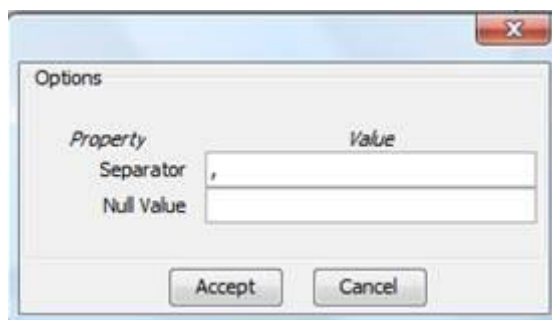 Options
Property Value
Separator ,
Null Value
Accept Cancel